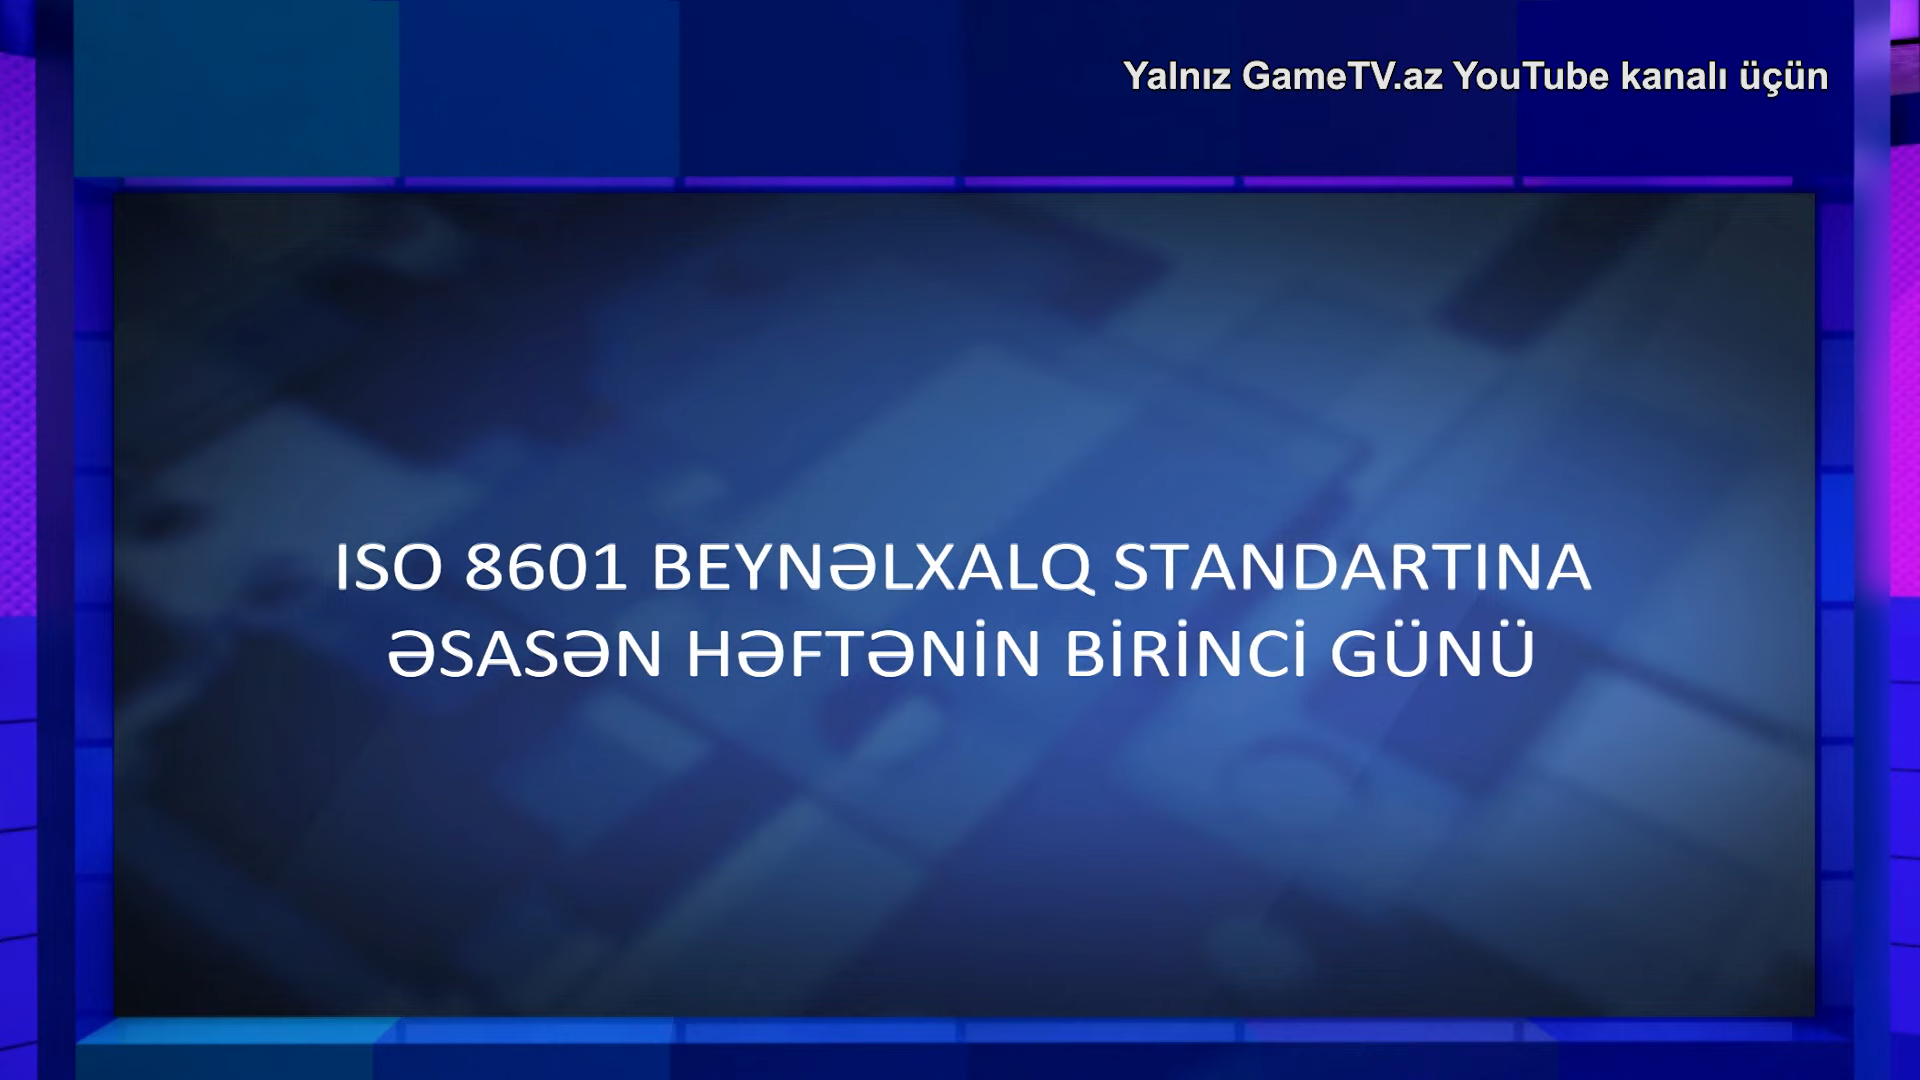 Yalnız GameTV.az YouTube kanalı üçün
ISO 8601 BEYNƏLXALQ STANDARTINA
ƏSASƏN HƏFTƏNİN BİRİNCİ GÜNÜ